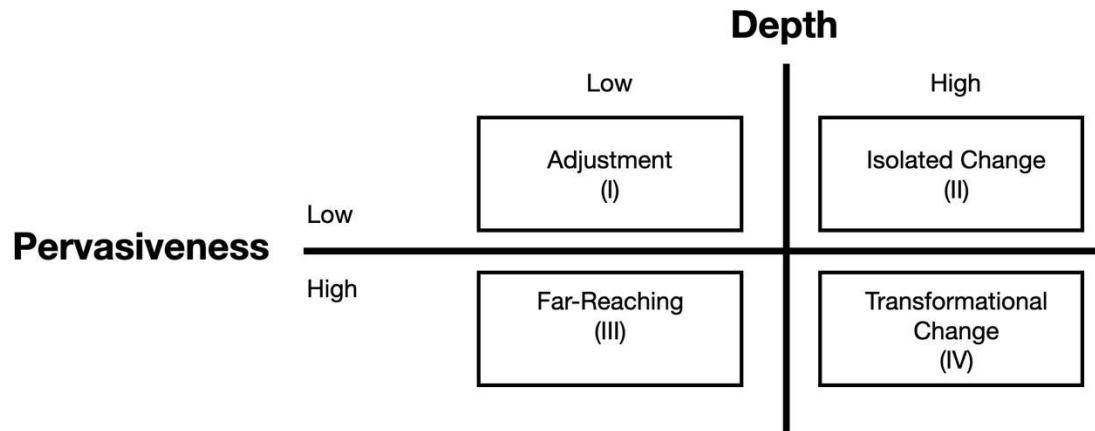 Depth
Low
High
Adjustment
(I)
Isolated Change
(II)
Low
Pervasiveness
High
Far-Reaching
(III)
Transformational
Change
(IV)